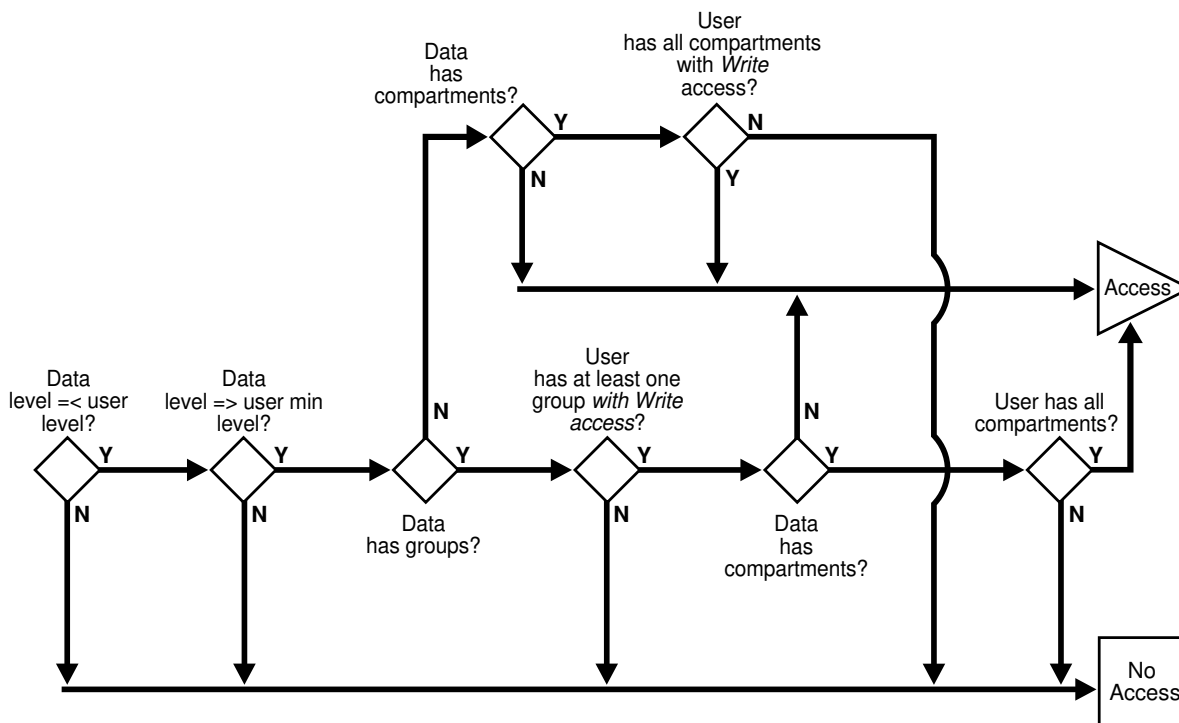 User
has all compartments
with Write
access?
Data
has
compartments?
Y
N
N
Y
Access
User
has at least one
group with Write
access?
Data
level =< user
level?
Data
level => user min
level?
User has all
compartments?
N
N
Y
Y
Y
Y
Y
Y
N
N
N
N
Data
has groups?
Data
has
compartments?
No
Access